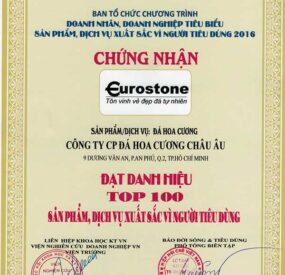 BAN TỔ CHỨC CHƯƠNG TRÌNH
DOANH NHÂN, DOANH NGHIỆP TIÊU BIỂU
SẢN PHẨM, DỊCH VỤ XUẤT SẮC VÌ NGƯỜI TIÊU DÙNG 2016
CHỨNG NHẬN
Eurostone
Tôn vinh vẻ đẹp đá tự nhiên
SẢN PHẨM/DỊCH VỤ: ĐÁ HOA CƯƠNG
CÔNG TY CP ĐÁ HOA CƯƠNG CHÂU ÂU
9 DƯƠNG VĂN AN, P.AN PHÚ, Q.2, TP.HỒ CHÍ MINH
ĐẠT DANH HIỆU
TOP 100
SẢN PHẨM, DỊCH VỤ XUẤT SẮC VÌ NGƯỜI TIÊU DÙNG
LIÊN HIỆP KHOA HỌC KT VN
VIỆN NGHIÊN CỨU DOANH NGHIỆP VN
VIỆN TRƯỞNG
BÁO ĐỜI SỐNG & TIÊU DÙNG
PHÓ TỔNG BIÊN TẬP